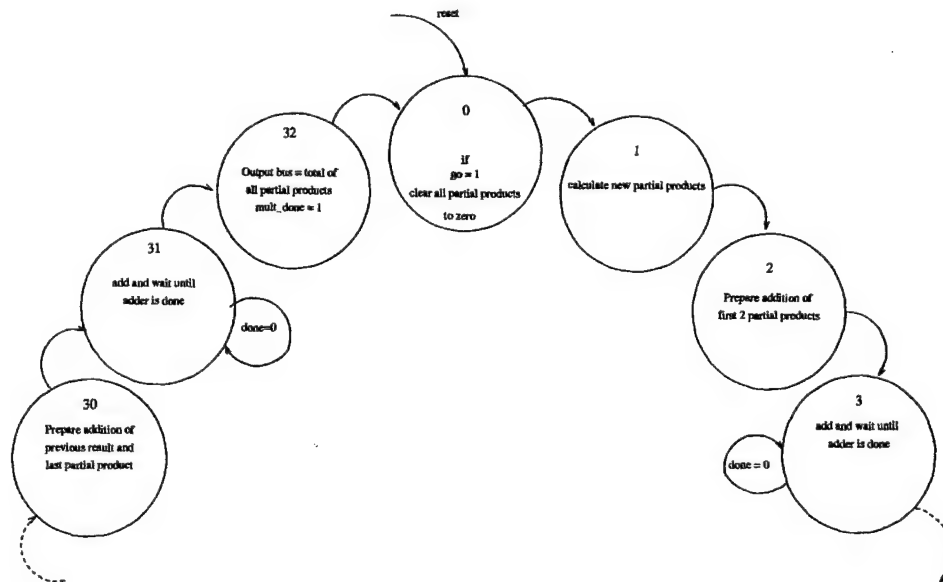 reset
0
if
go = 1
clear all partial products
to zero
1
calculate new partial products
2
Prepare addition of
first 2 partial products
3
add and wait until
adder is done
done = 0
30
Prepare addition of
previous result and
last partial product
31
add and wait until
adder is done
done=0
32
Output bus = total of
all partial products
mult_done = 1